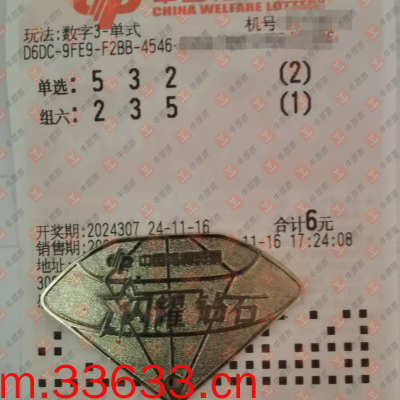 CHINA WELFARE LOTTERY
玩法:数字3-单式 机号
D6DC-9FE9-F2BB-4546-
单选: 5 3 2 (2)
组六: 2 3 5 (1)
开奖期:2024307 24-11-16 合计6元
销售期:202 11-16 17:24:08
地址:
闪耀 钻石
m.33633.cn